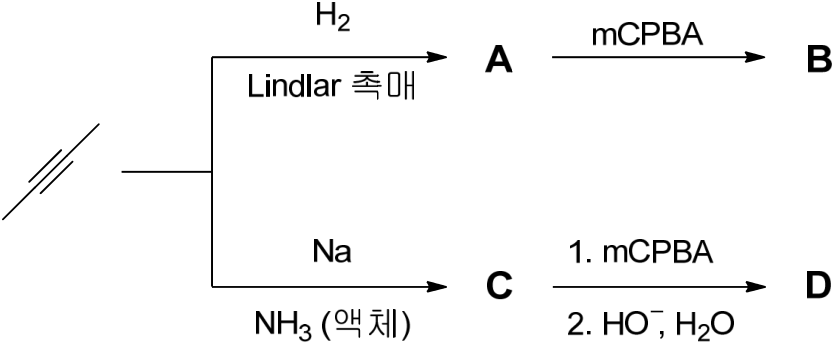 H₂
Lindlar 촉매
A
mCPBA
B
Na
NH₃ (액체)
C
1. mCPBA
2. HO⁻, H₂O
D